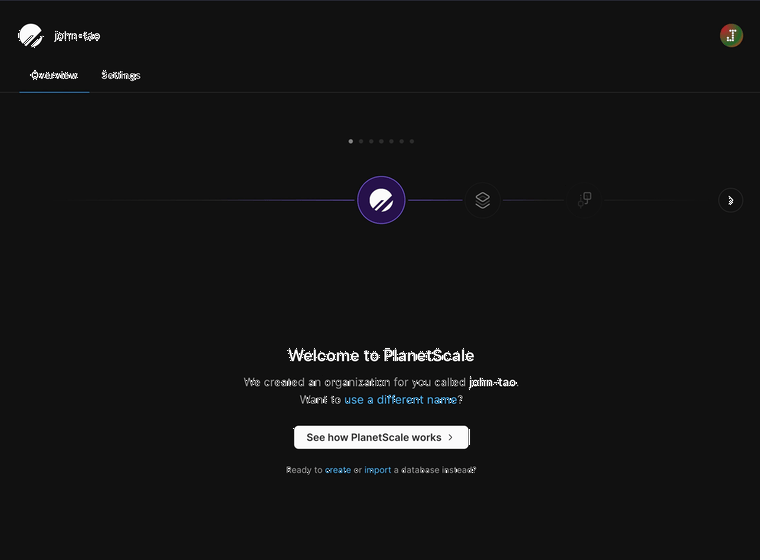 john-tao
J
Overview Settings
Welcome to PlanetScale
We created an organization for you called john-tao.
Want to use a different name?
See how PlanetScale works
Ready to create or import a database instead?